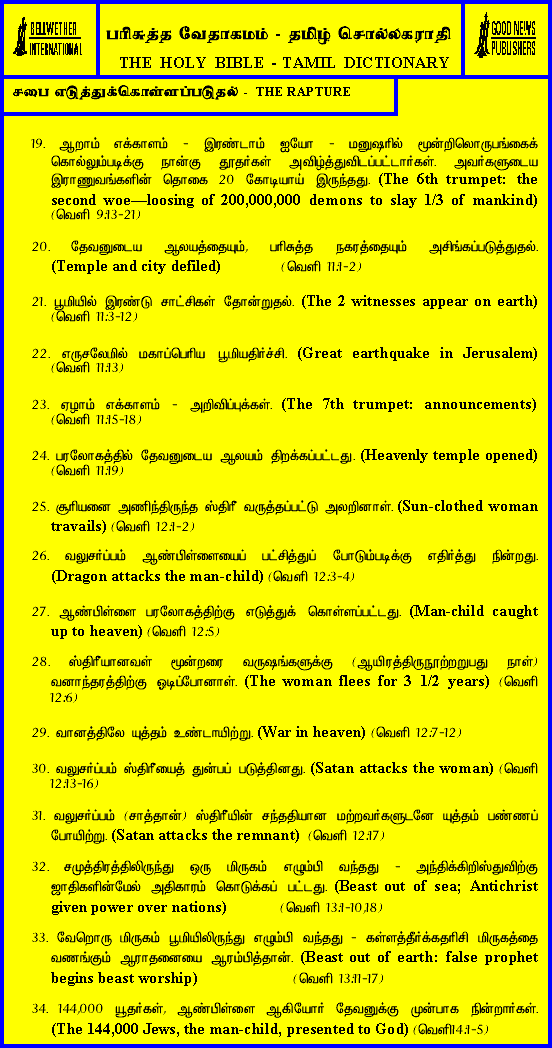 BELLWETHER
INTERNATIONAL
பரிசுத்த வேதாகமம் - தமிழ் சொல்லகராதி
THE HOLY BIBLE - TAMIL DICTIONARY
GOOD NEWS
PUBLISHERS
சபை எடுத்துக்கொள்ளப்படுதல் - THE RAPTURE
19. ஆறாம் எக்காளம் - இரண்டாம் ஐயோ - மனுஷரில் மூன்றிலொருபங்கைக்
கொல்லும்படிக்கு நான்கு தூதர்கள் அவிழ்த்துவிடப்பட்டார்கள். அவர்களுடைய
இராணுவங்களின் தொகை 20 கோடியாய் இருந்தது. (The 6th trumpet: the
second woe—loosing of 200,000,000 demons to slay 1/3 of mankind)
(வெளி 9:13-21)
20. தேவனுடைய ஆலயத்தையும், பரிசுத்த நகரத்தையும் அசிங்கப்படுத்துதல்.
(Temple and city defiled) (வெளி 11:1-2)
21. பூமியில் இரண்டு சாட்சிகள் தோன்றுதல். (The 2 witnesses appear on earth)
(வெளி 11:3-12)
22. எருசலேமில் மகாப்பெரிய பூமியதிர்ச்சி. (Great earthquake in Jerusalem)
(வெளி 11:13)
23. ஏழாம் எக்காளம் - அறிவிப்புக்கள். (The 7th trumpet: announcements)
(வெளி 11:15-18)
24. பரலோகத்தில் தேவனுடைய ஆலயம் திறக்கப்பட்டது. (Heavenly temple opened)
(வெளி 11:19)
25. சூரியனை அணிந்திருந்த ஸ்திரீ வருத்தப்பட்டு அலறினாள். (Sun-clothed woman
travails) (வெளி 12:1-2)
26. வலுசர்ப்பம் ஆண்பிள்ளையைப் பட்சித்துப் போடும்படிக்கு எதிர்த்து நின்றது.
(Dragon attacks the man-child) (வெளி 12:3-4)
27. ஆண்பிள்ளை பரலோகத்திற்கு எடுத்துக் கொள்ளப்பட்டது. (Man-child caught
up to heaven) (வெளி 12:5)
28. ஸ்திரீயானவள் மூன்றரை வருஷங்களுக்கு (ஆயிரத்திருநூற்றறுபது நாள்)
வனாந்தரத்திற்கு ஓடிப்போனாள். (The woman flees for 3 1/2 years) (வெளி
12:6)
29. வானத்திலே யுத்தம் உண்டாயிற்று. (War in heaven) (வெளி 12:7-12)
30. வலுசர்ப்பம் ஸ்திரீயைத் துன்பப் படுத்தினது. (Satan attacks the woman) (வெளி
12:13-16)
31. வலுசர்ப்பம் (சாத்தான்) ஸ்திரீயின் சந்ததியான மற்றவர்களுடனே யுத்தம் பண்ணப்
போயிற்று. (Satan attacks the remnant) (வெளி 12:17)
32. சமுத்திரத்திலிருந்து ஒரு மிருகம் எழும்பி வந்தது - அந்திக்கிறிஸ்துவிற்கு
ஜாதிகளின்மேல் அதிகாரம் கொடுக்கப் பட்டது. (Beast out of sea; Antichrist
given power over nations) (வெளி 13:1-10,18)
33. வேறொரு மிருகம் பூமியிலிருந்து எழும்பி வந்தது - கள்ளத்தீர்க்கதரிசி மிருகத்தை
வணங்கும் ஆராதனையை ஆரம்பித்தான். (Beast out of earth: false prophet
begins beast worship) (வெளி 13:11-17)
34. 144,000 யூதர்கள், ஆண்பிள்ளை ஆகியோர் தேவனுக்கு முன்பாக நின்றார்கள்.
(The 144,000 Jews, the man-child, presented to God) (வெளி14:1-5)